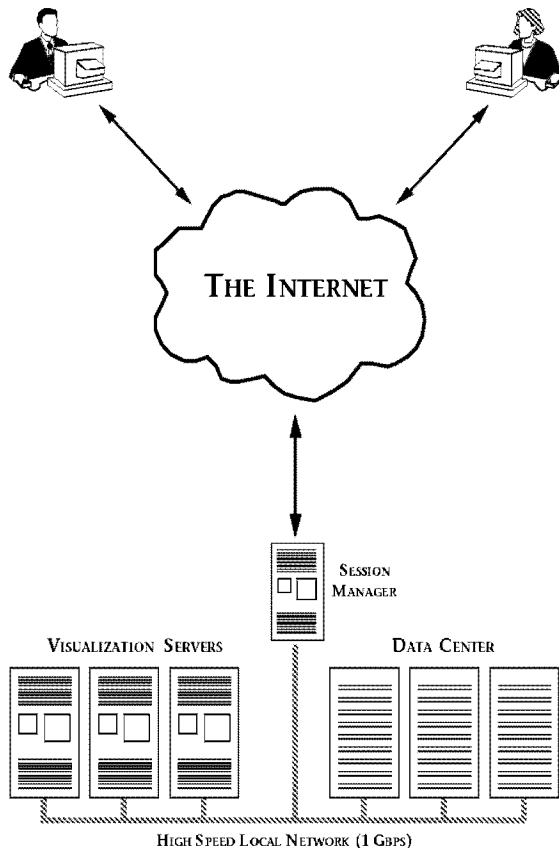 THE INTERNET
SESSION
MANAGER
VISUALIZATION SERVERS
DATA CENTER
HIGH SPEED LOCAL NETWORK (1 GBPS)